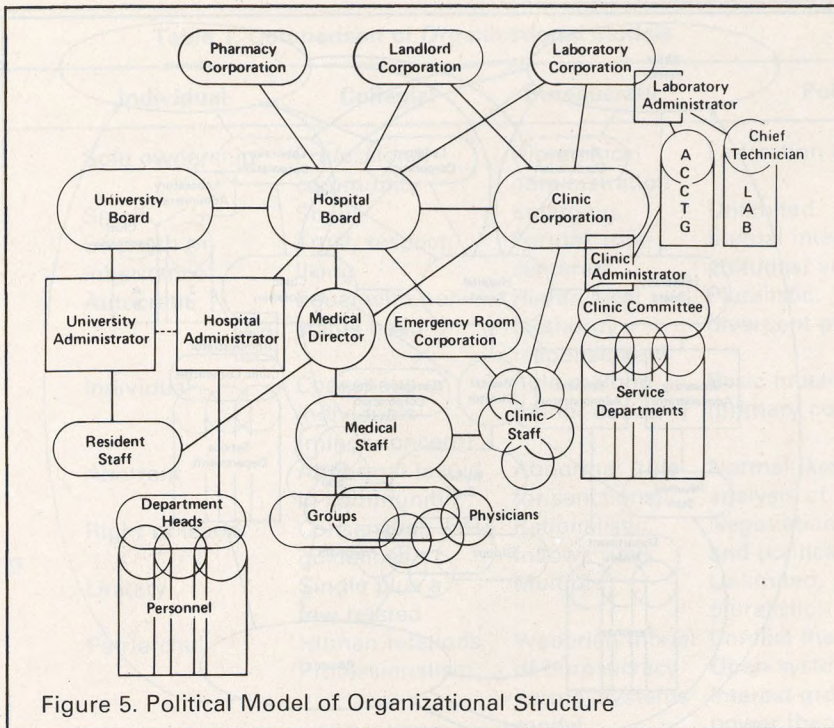 Pharmacy
Corporation
Landlord
Corporation
Laboratory
Corporation
Laboratory
Administrator
Chief
Technician
A
C
C
T
G
L
A
B
University
Board
Hospital
Board
Clinic
Corporation
Clinic
Administrator
University
Administrator
Hospital
Administrator
Medical
Director
Emergency Room
Corporation
Clinic Committee
Service
Departments
Resident
Staff
Medical
Staff
Clinic
Staff
Department
Heads
Groups
Physicians
Personnel
Figure 5. Political Model of Organizational Structure